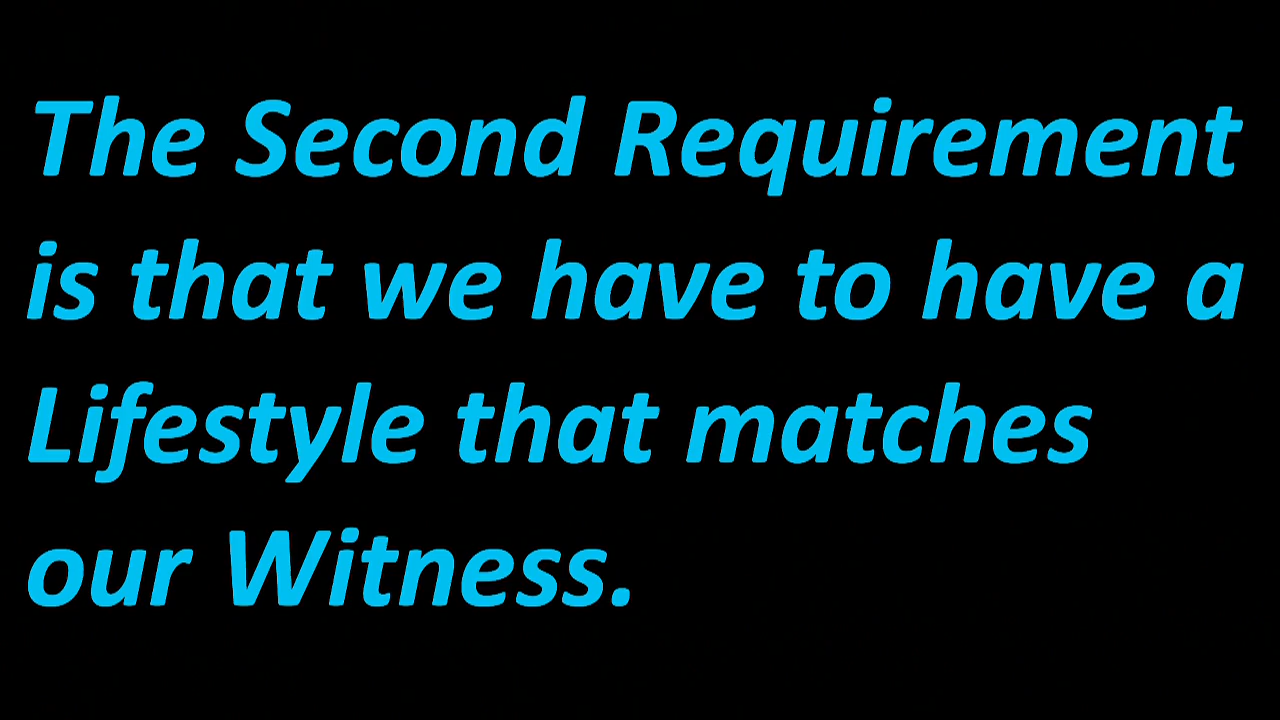 The Second Requirement
is that we have to have a
Lifestyle that matches
our Witness.